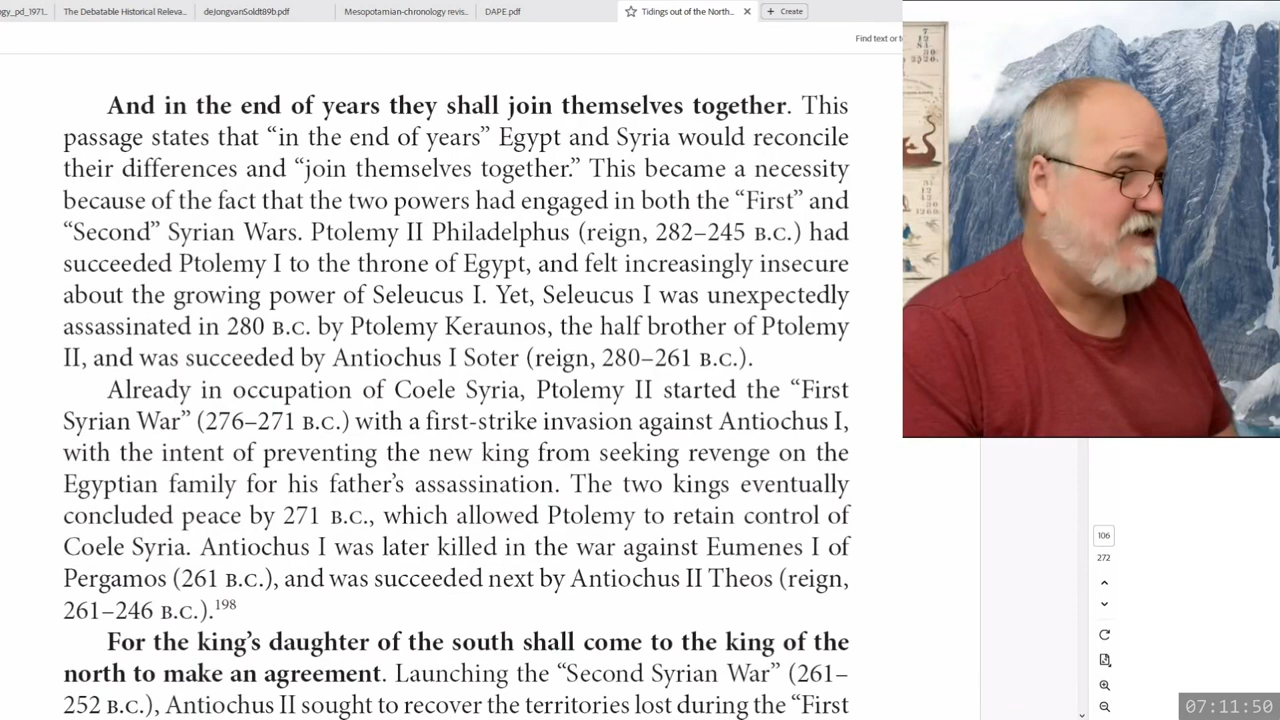 gy_pd_1971.. The Debatable Historical Releva... deJongvanSoldt89b.pdf Mesopotamian-chronology revis... DAPE.pdf Tidings out of the North... Create
Find text or t
And in the end of years they shall join themselves together. This
passage states that “in the end of years” Egypt and Syria would reconcile
their differences and “join themselves together.” This became a necessity
because of the fact that the two powers had engaged in both the “First” and
“Second” Syrian Wars. Ptolemy II Philadelphus (reign, 282–245 B.C.) had
succeeded Ptolemy I to the throne of Egypt, and felt increasingly insecure
about the growing power of Seleucus I. Yet, Seleucus I was unexpectedly
assassinated in 280 B.C. by Ptolemy Keraunos, the half brother of Ptolemy
II, and was succeeded by Antiochus I Soter (reign, 280–261 B.C.).
Already in occupation of Coele Syria, Ptolemy II started the “First
Syrian War” (276–271 B.C.) with a first-strike invasion against Antiochus I,
with the intent of preventing the new king from seeking revenge on the
Egyptian family for his father’s assassination. The two kings eventually
concluded peace by 271 B.C., which allowed Ptolemy to retain control of
Coele Syria. Antiochus I was later killed in the war against Eumenes I of
Pergamos (261 B.C.), and was succeeded next by Antiochus II Theos (reign,
261–246 B.C.).198
For the king’s daughter of the south shall come to the king of the
north to make an agreement. Launching the “Second Syrian War” (261–
252 B.C.), Antiochus II sought to recover the territories lost during the “First
7
12
30
2520.
12
30
1260.
106
272
07:11:50